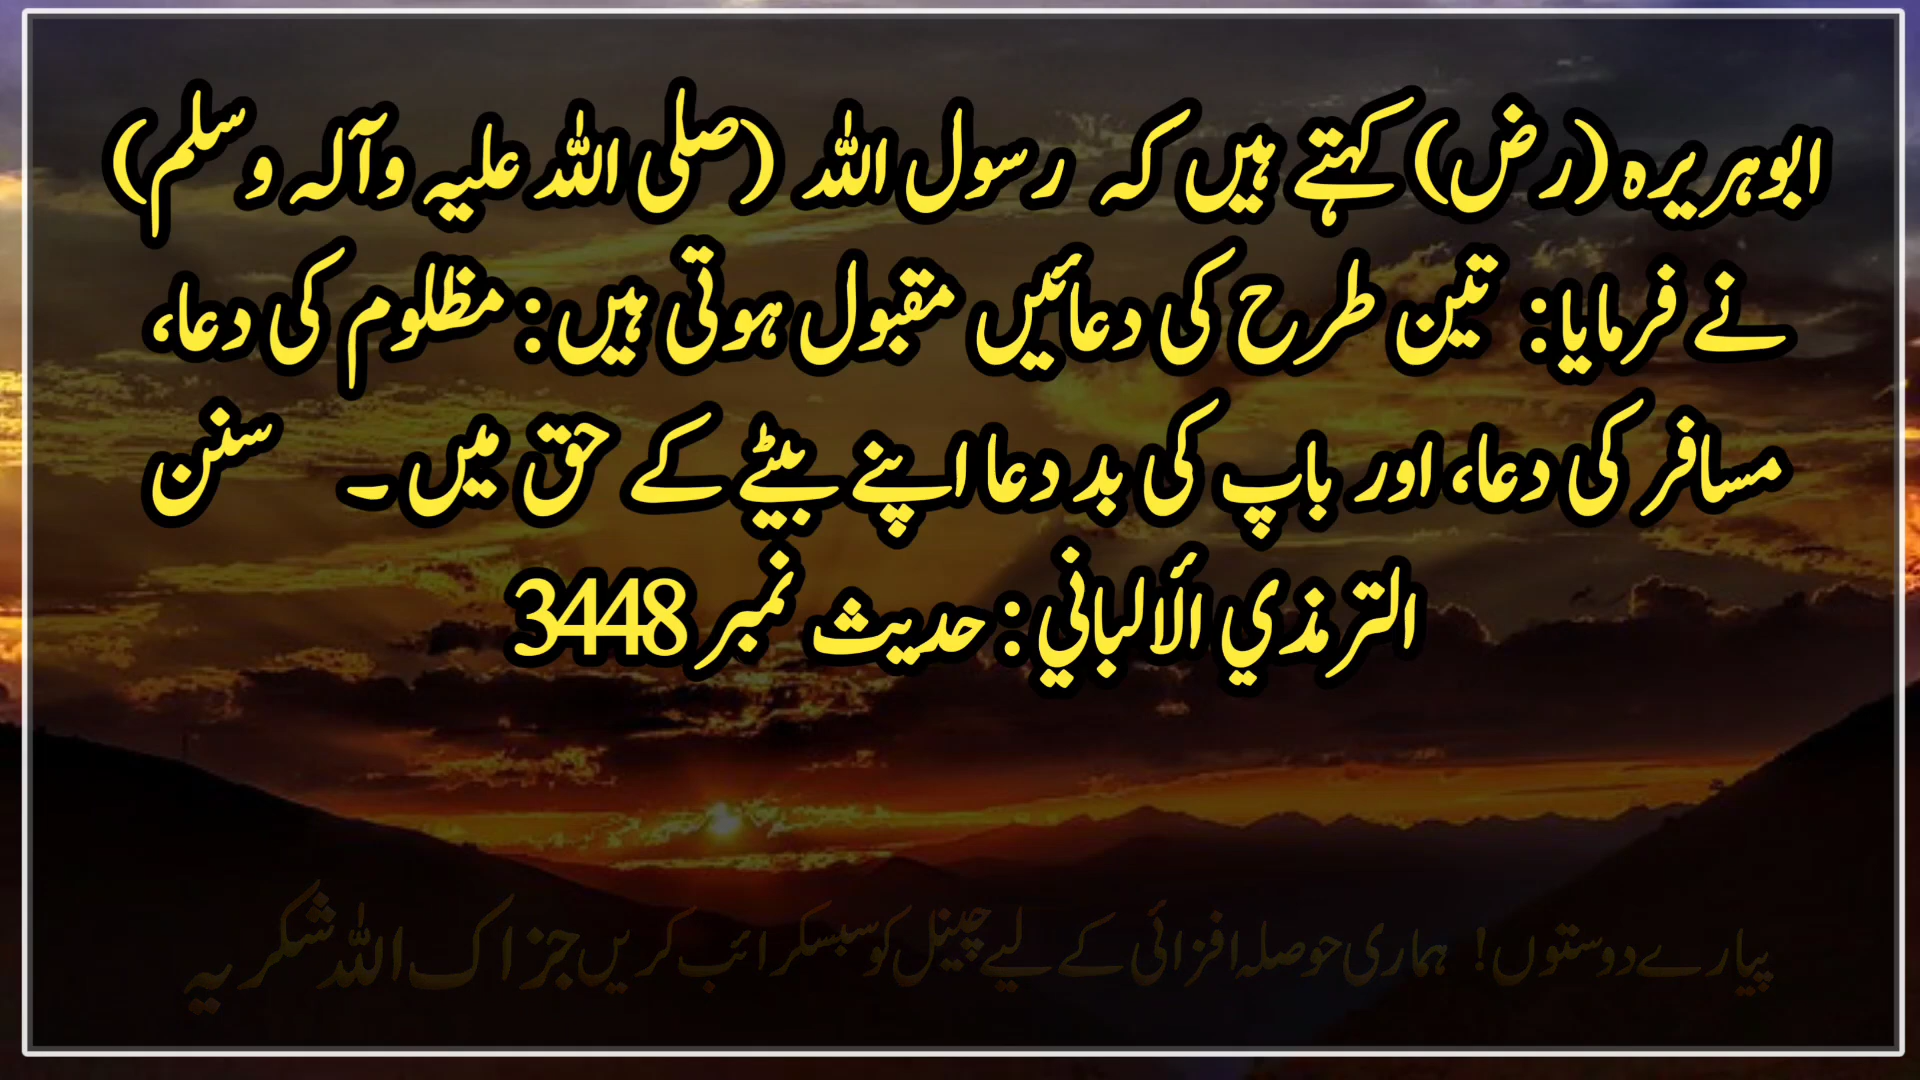 ابوہریرہ (رض) کہتے ہیں کہ رسول اللہ (صلی اللہ علیہ وآلہ وسلم)
نے فرمایا: تین طرح کی دعائیں مقبول ہوتی ہیں: مظلوم کی دعا،
مسافر کی دعا، اور باپ کی بد دعا اپنے بیٹے کے حق میں ۔ سنن
الترمذي الألباني: حدیث نمبر 3448
پیارے دوستوں! ہماری حوصلہ افزائی کے لیے چینل کو سبسکرائب کریں جزاک اللہ شکریہ